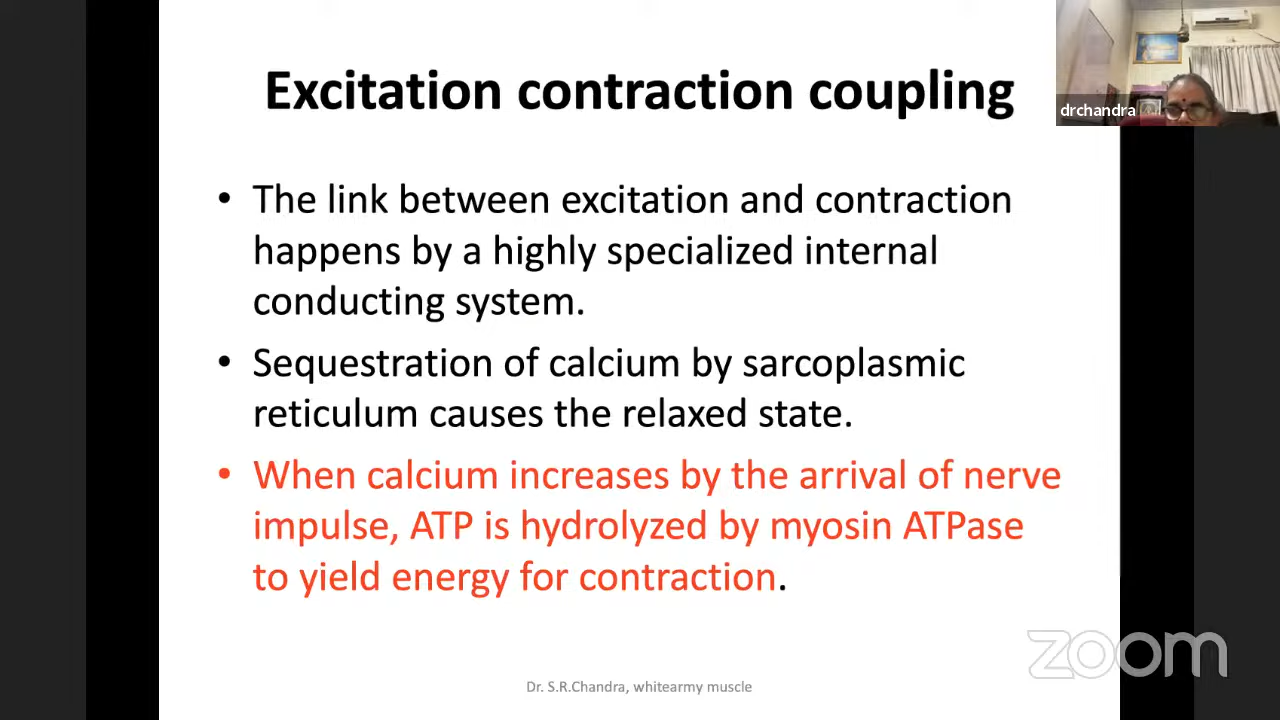 Excitation contraction coupling
drchandra
• The link between excitation and contraction
happens by a highly specialized internal
conducting system.
• Sequestration of calcium by sarcoplasmic
reticulum causes the relaxed state.
• When calcium increases by the arrival of nerve
impulse, ATP is hydrolyzed by myosin ATPase
to yield energy for contraction.
zoom
Dr. S.R.Chandra, whitearmy muscle